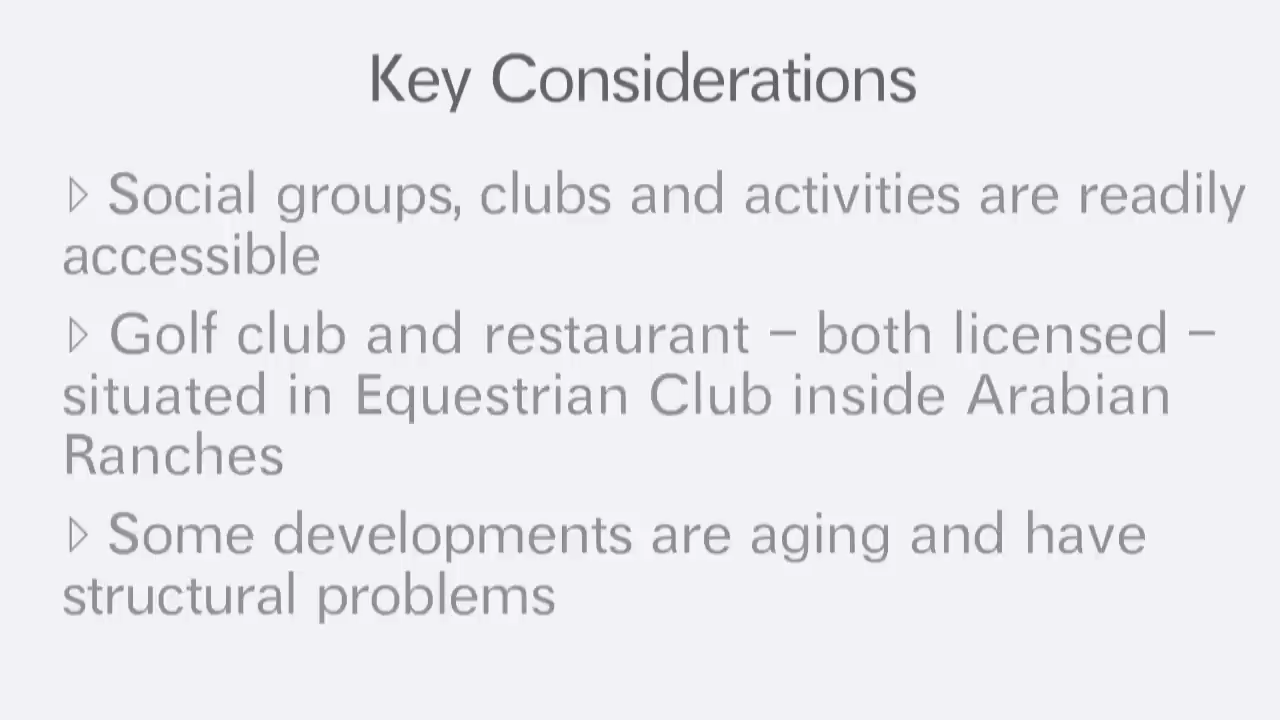 Key Considerations
▷ Social groups, clubs and activities are readily
accessible
▷ Golf club and restaurant – both licensed –
situated in Equestrian Club inside Arabian
Ranches
▷ Some developments are aging and have
structural problems